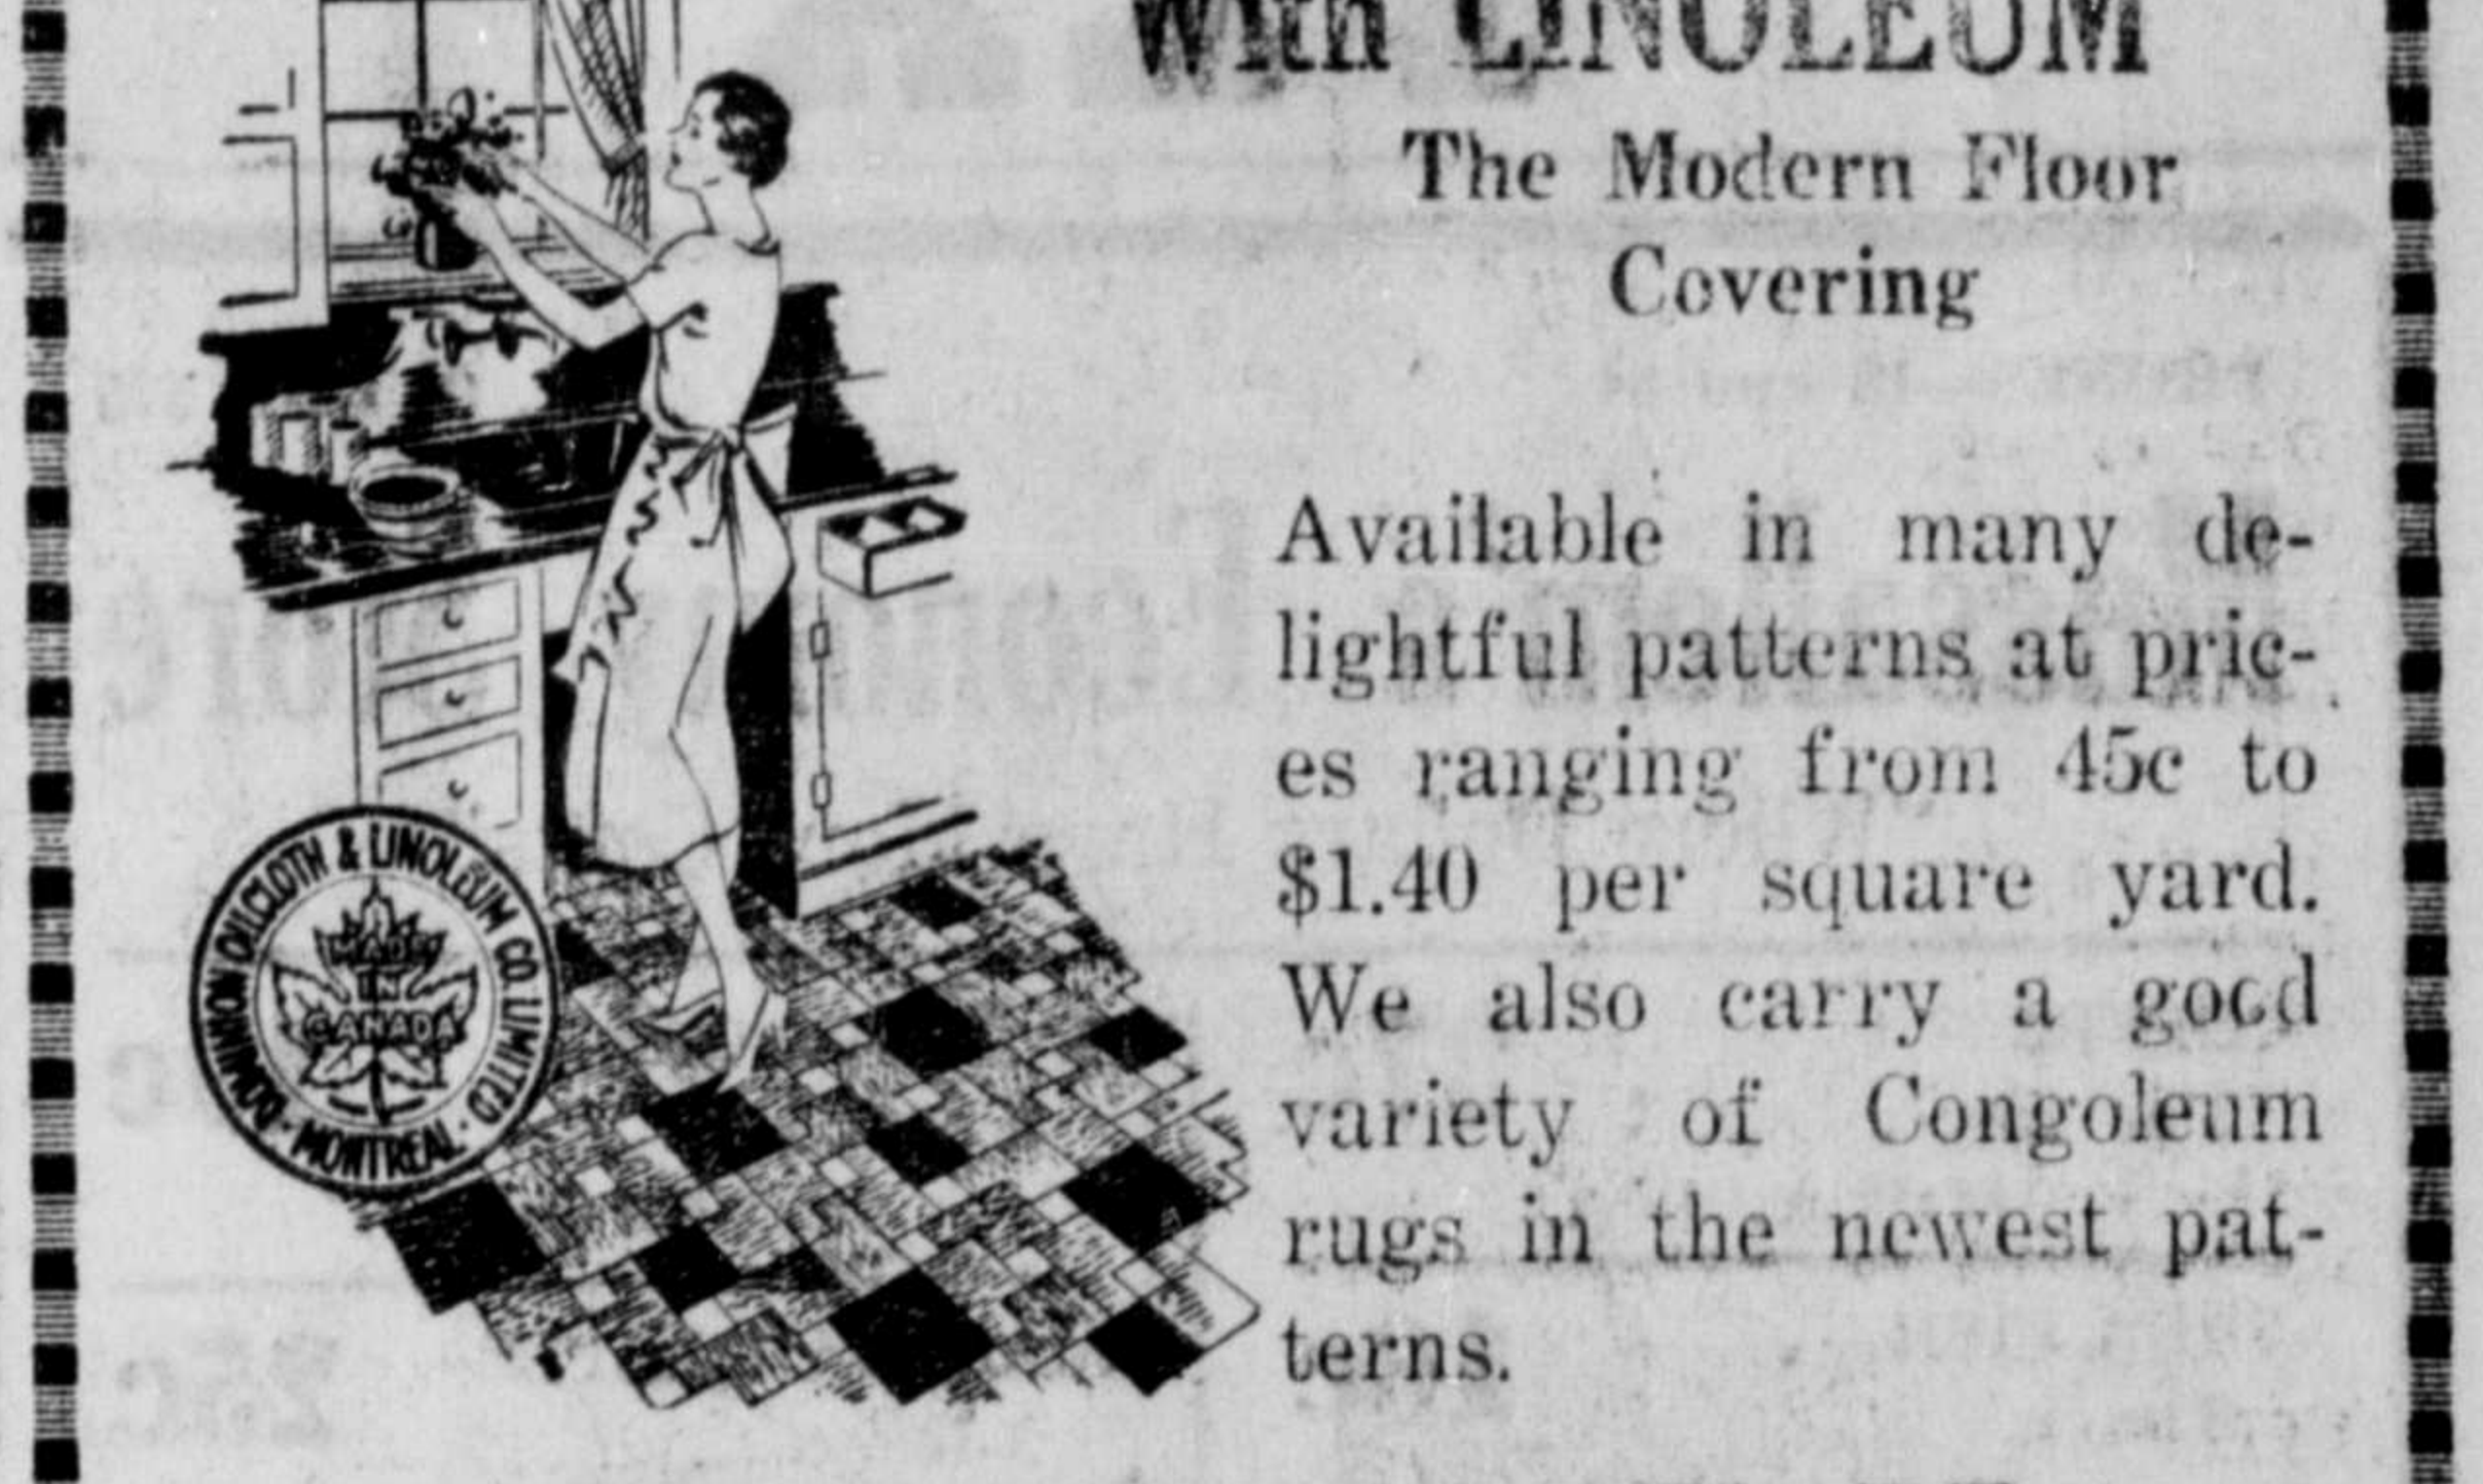 with LINOLEUM
The Modern Floor
Covering
Available in many de-
lightful patterns at pric-
es ranging from 45c to
$1.40 per square yard.
We also carry a good
variety of Congoleum
rugs in the newest pat-
terns.
DOMINION OILCLOTH & LINOLEUM CO. LIMITED
· MONTREAL ·
MADE
IN
CANADA